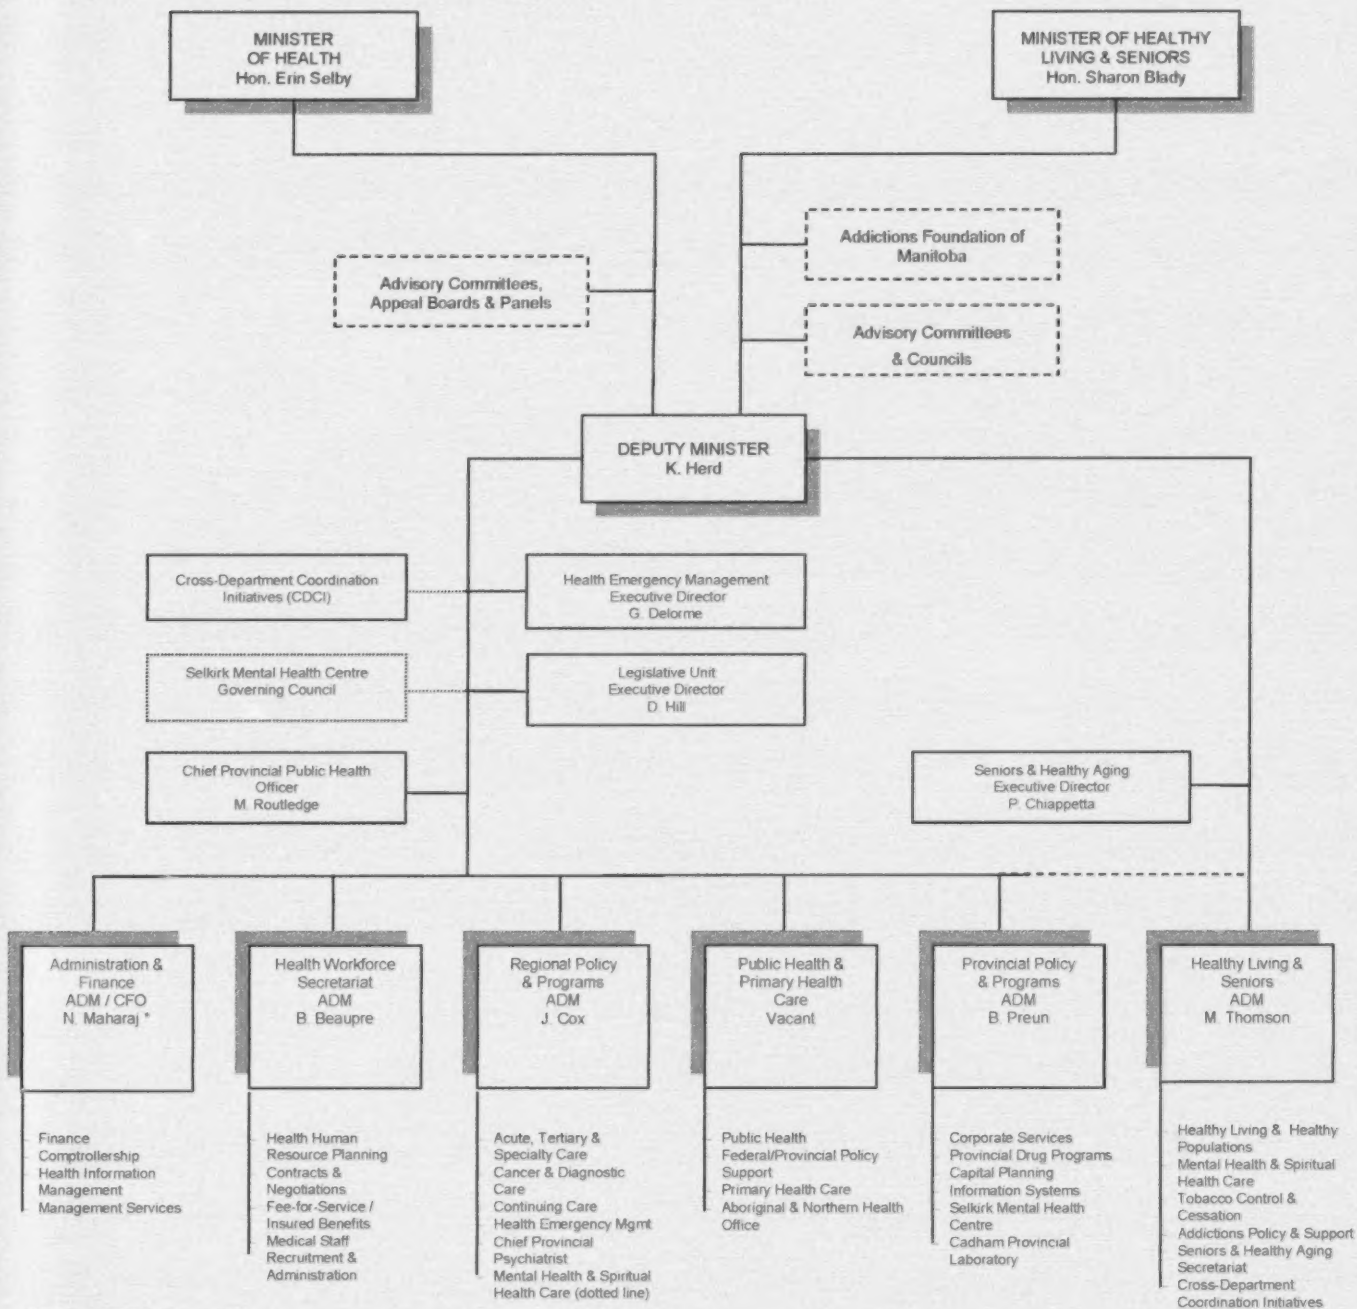 MINISTER
OF HEALTH
Hon. Erin Selby
MINISTER OF HEALTHY
LIVING & SENIORS
Hon. Sharon Blady
Addictions Foundation of
Manitoba
Advisory Committees,
Appeal Boards & Panels
Advisory Committees
& Councils
DEPUTY MINISTER
K. Herd
Cross-Department Coordination
Initiatives (CDCI)
Health Emergency Management
Executive Director
G. Delorme
Selkirk Mental Health Centre
Governing Council
Legislative Unit
Executive Director
D. Hill
Chief Provincial Public Health
Officer
M. Routledge
Seniors & Healthy Aging
Executive Director
P. Chiappetta
Administration &
Finance
ADM / CFO
N. Maharaj *
Health Workforce
Secretariat
ADM
B. Beaupre
Regional Policy
& Programs
ADM
J. Cox
Public Health &
Primary Health
Care
Vacant
Provincial Policy
& Programs
ADM
B. Preun
Healthy Living &
Seniors
ADM
M. Thomson
Finance
Comptrollership
Health Information
Management
Management Services
Health Human
Resource Planning
Contracts &
Negotiations
Fee-for-Service /
Insured Benefits
Medical Staff
Recruitment &
Administration
Acute, Tertiary &
Specialty Care
Cancer & Diagnostic
Care
Continuing Care
Health Emergency Mgmt
Chief Provincial
Psychiatrist
Mental Health & Spiritual
Health Care (dotted line)
Public Health
Federal/Provincial Policy
Support
Primary Health Care
Aboriginal & Northern Health
Office
Corporate Services
Provincial Drug Programs
Capital Planning
Information Systems
Selkirk Mental Health
Centre
Cadham Provincial
Laboratory
Healthy Living & Healthy
Populations
Mental Health & Spiritual
Health Care
Tobacco Control &
Cessation
Addictions Policy & Support
Seniors & Healthy Aging
Secretariat
Cross-Department
Coordination Initiatives